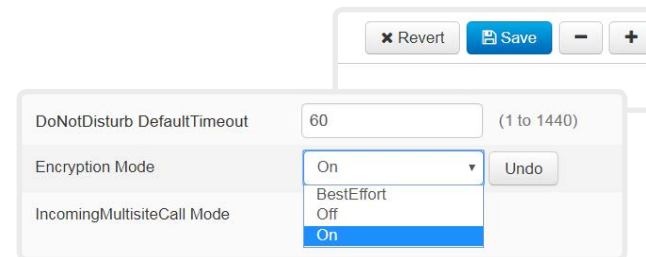 Revert Save
DoNotDisturb DefaultTimeout 60 (1 to 1440)
Encryption Mode On Undo
BestEffort
IncomingMultisiteCall Mode Off
On